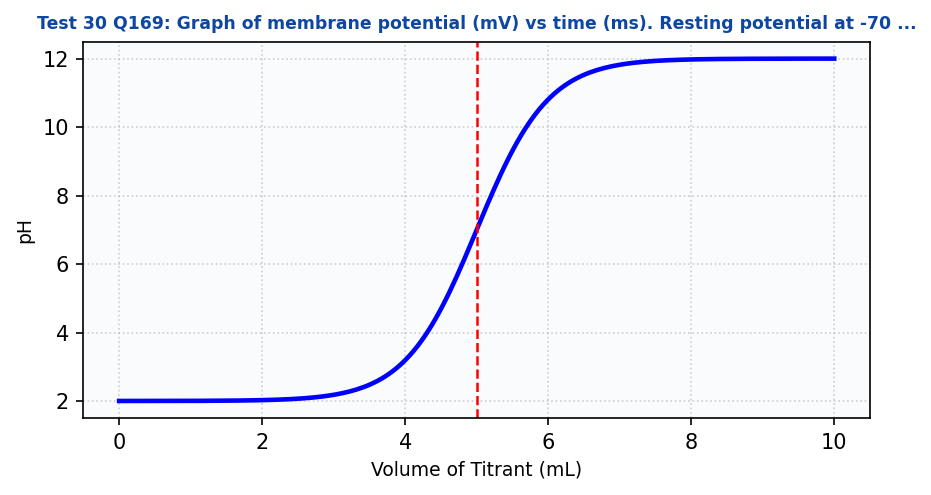 Test 30 Q169: Graph of membrane potential (mV) vs time (ms). Resting potential at -70 ...
12
10
8
6
4
2
pH
0 2 4 6 8 10
Volume of Titrant (mL)